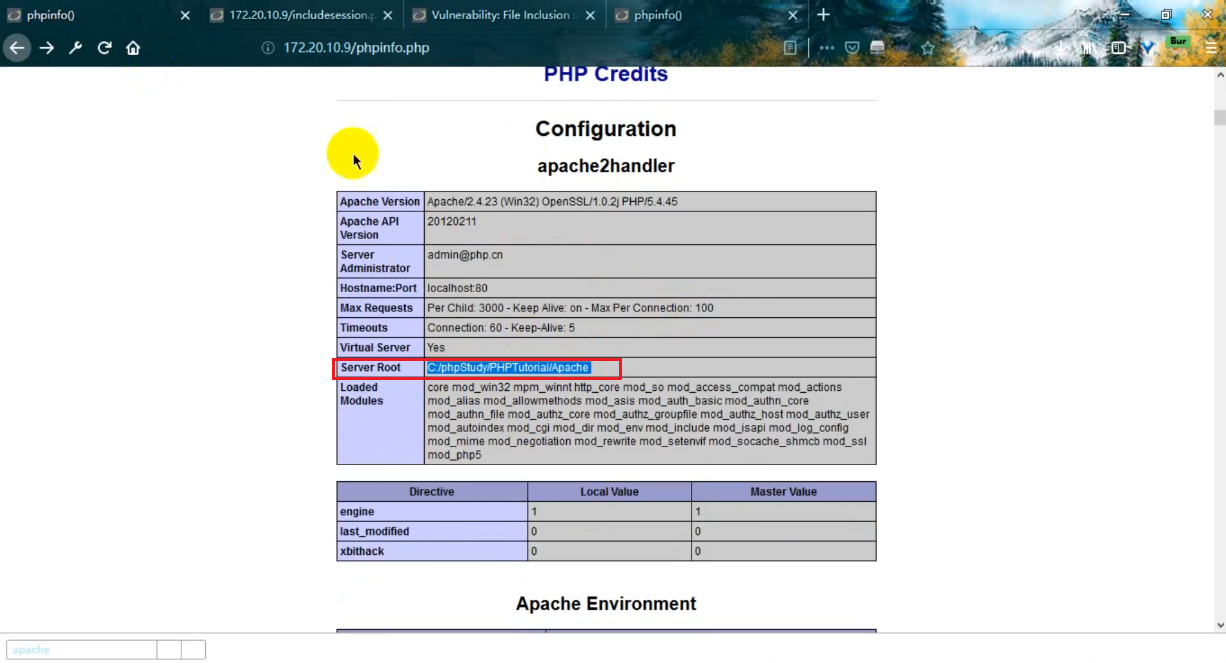 phpinfo()
172.20.10.9/includesession.p
Vulnerability: File Inclusion
phpinfo()
172.20.10.9/phpinfo.php
Bur
PHP Credits
Configuration
apache2handler
Apache Version Apache/2.4.23 (Win32) OpenSSL/1.0.2j PHP/5.4.45
Apache API Version 20120211
Server Administrator admin@php.cn
Hostname:Port localhost:80
Max Requests Per Child: 3000 - Keep Alive: on - Max Per Connection: 100
Timeouts Connection: 60 - Keep-Alive: 5
Virtual Server Yes
Server Root C:/phpStudy/PHPTutorial/Apache
Loaded Modules core mod_win32 mpm_winnt http_core mod_so mod_access_compat mod_actions
mod_alias mod_allowmethods mod_asis mod_auth_basic mod_authn_core
mod_authn_file mod_authz_core mod_authz_groupfile mod_authz_host mod_authz_user
mod_autoindex mod_cgi mod_dir mod_env mod_include mod_isapi mod_log_config
mod_mime mod_negotiation mod_rewrite mod_setenvif mod_socache_shmcb mod_ssl
mod_php5
Directive Local Value Master Value
engine 1 1
last_modified 0 0
xbithack 0 0
Apache Environment
apache